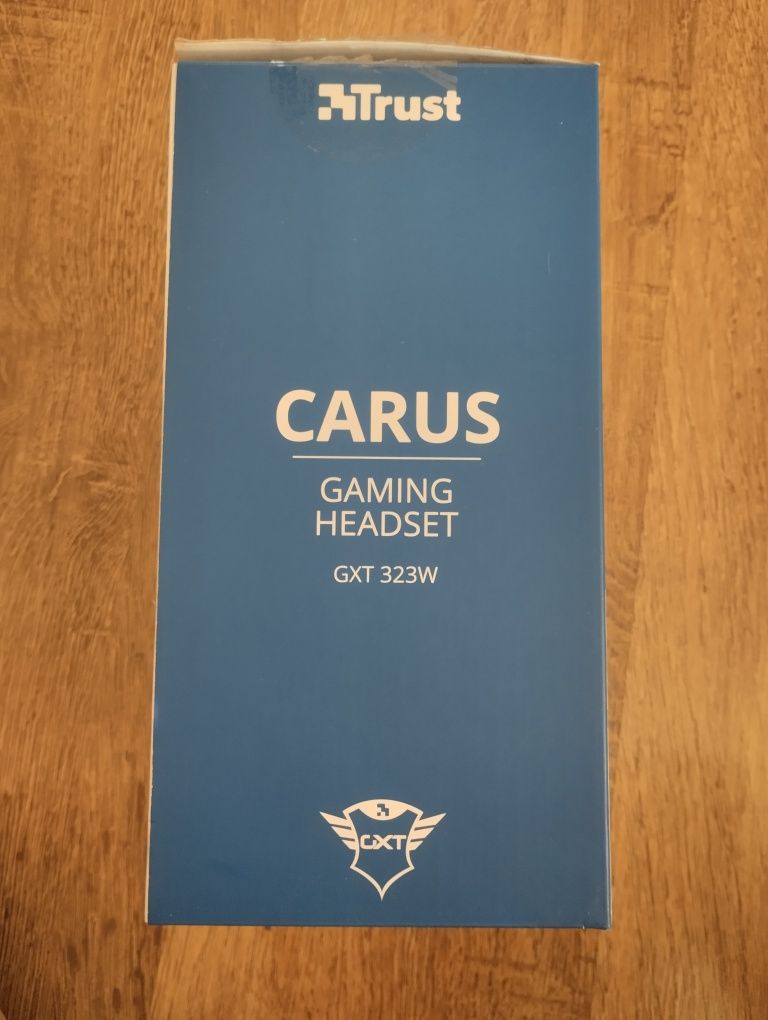 Trust
CARUS
GAMING
HEADSET
GXT 323W
GXT